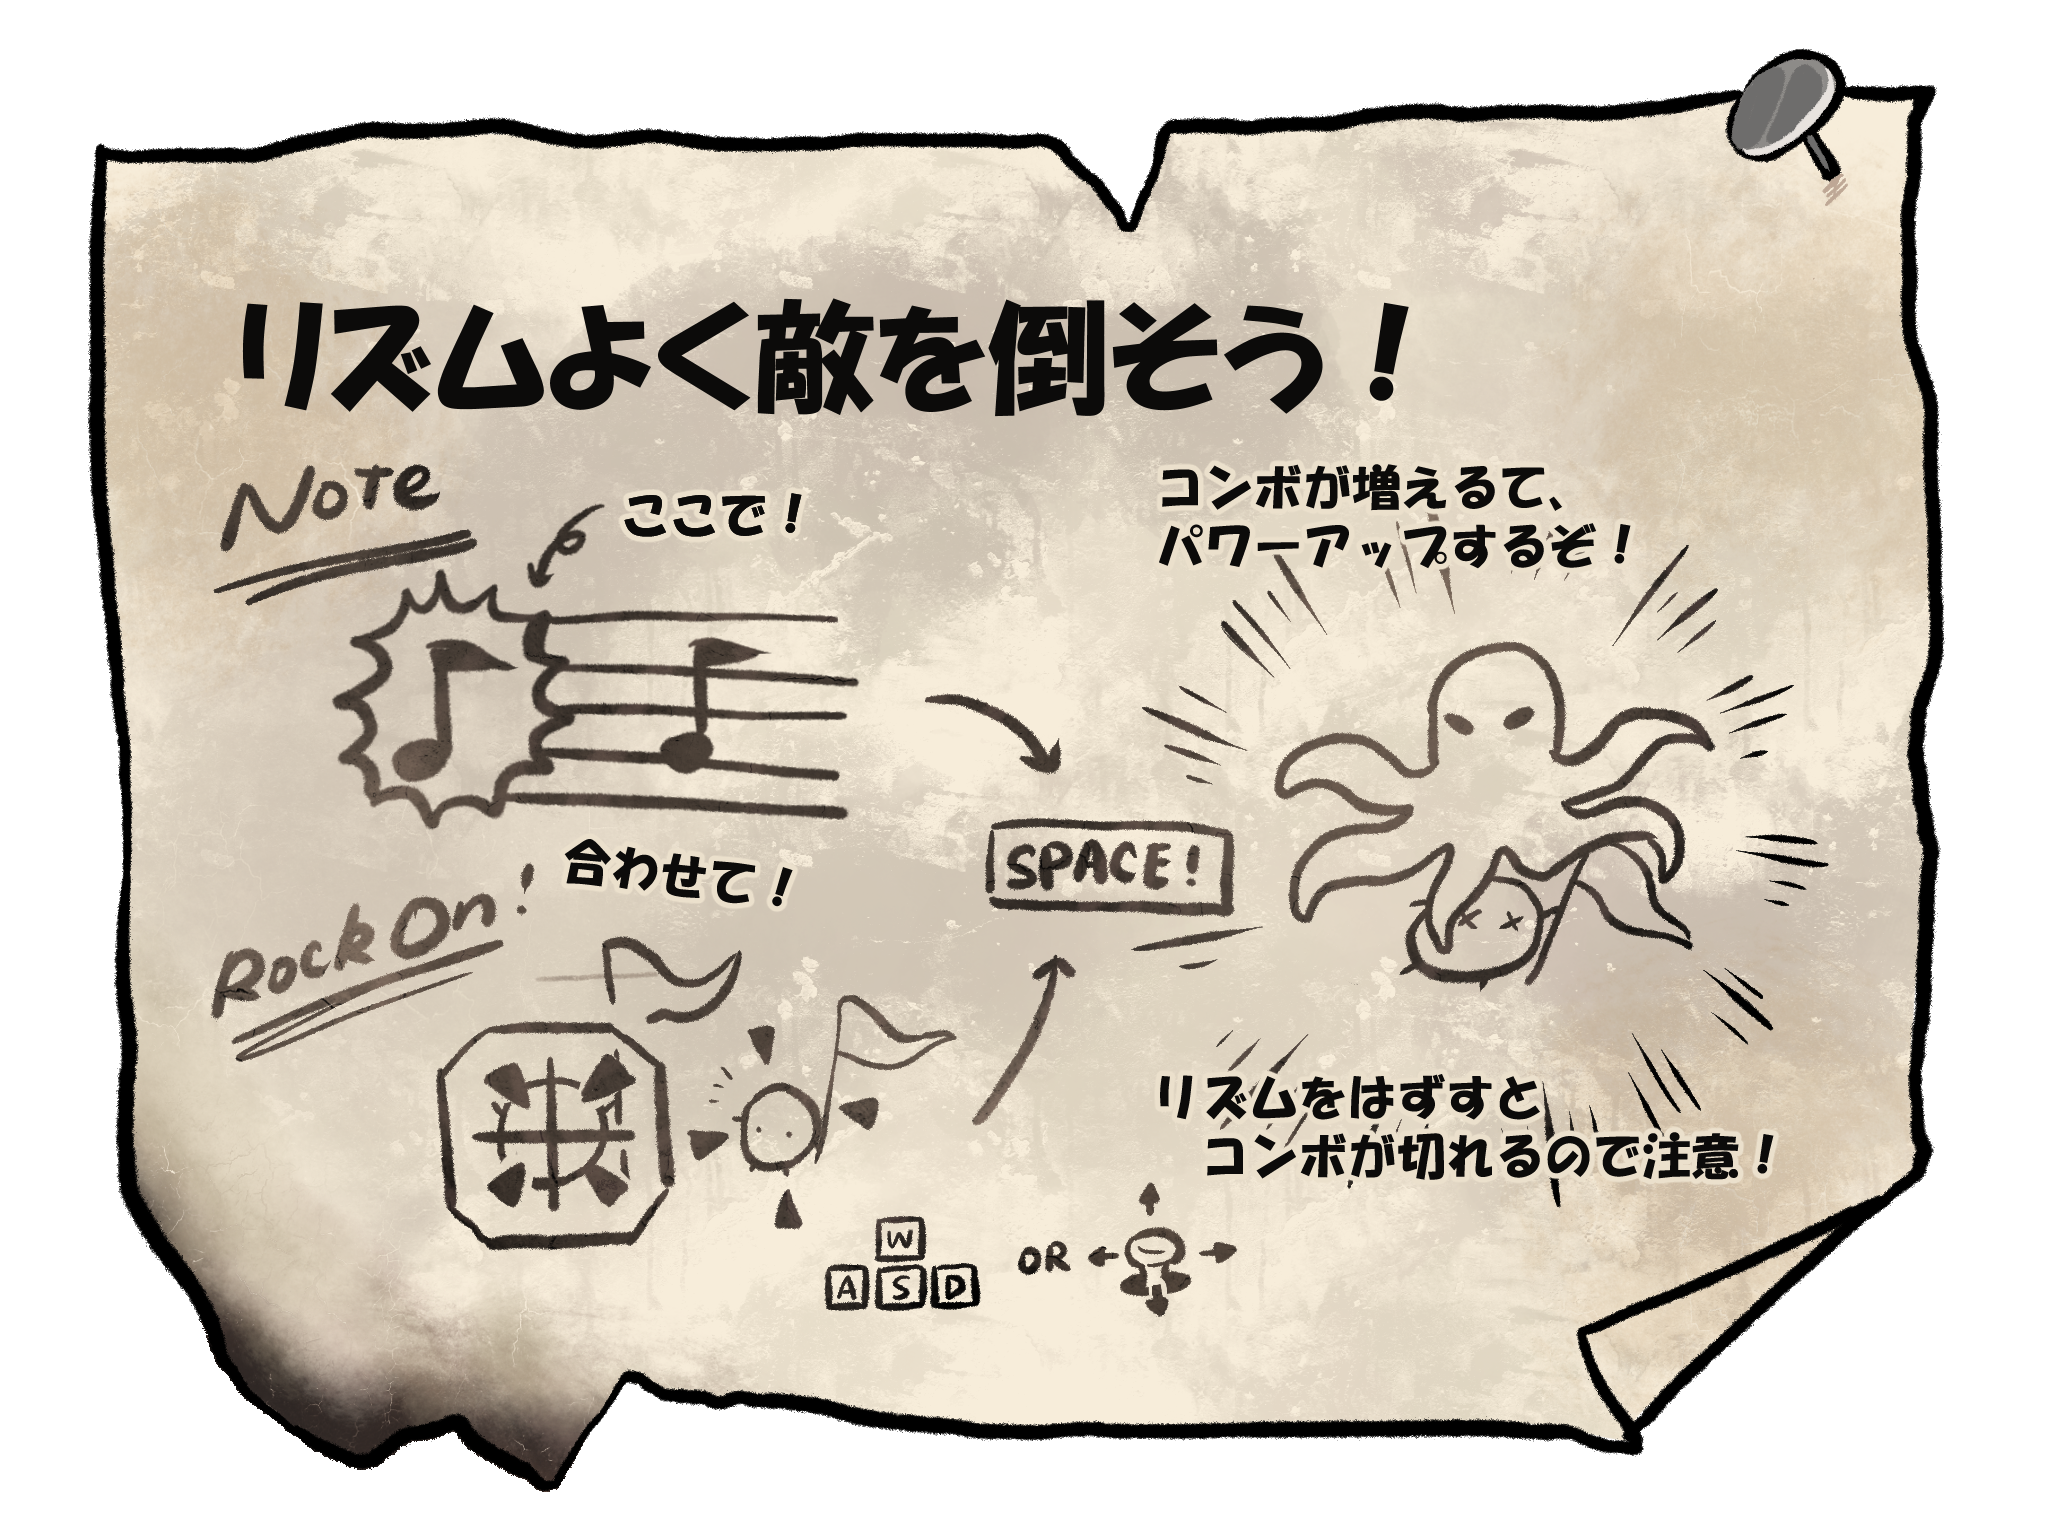 リズムよく敵を倒そう！
NoTe
ここで！
コンボが増えるて、
パワーアップするぞ！
合わせて！
Rock On!
SPACE!
リズムをはずすと
コンボが切れるので注意！
W
A S D
OR